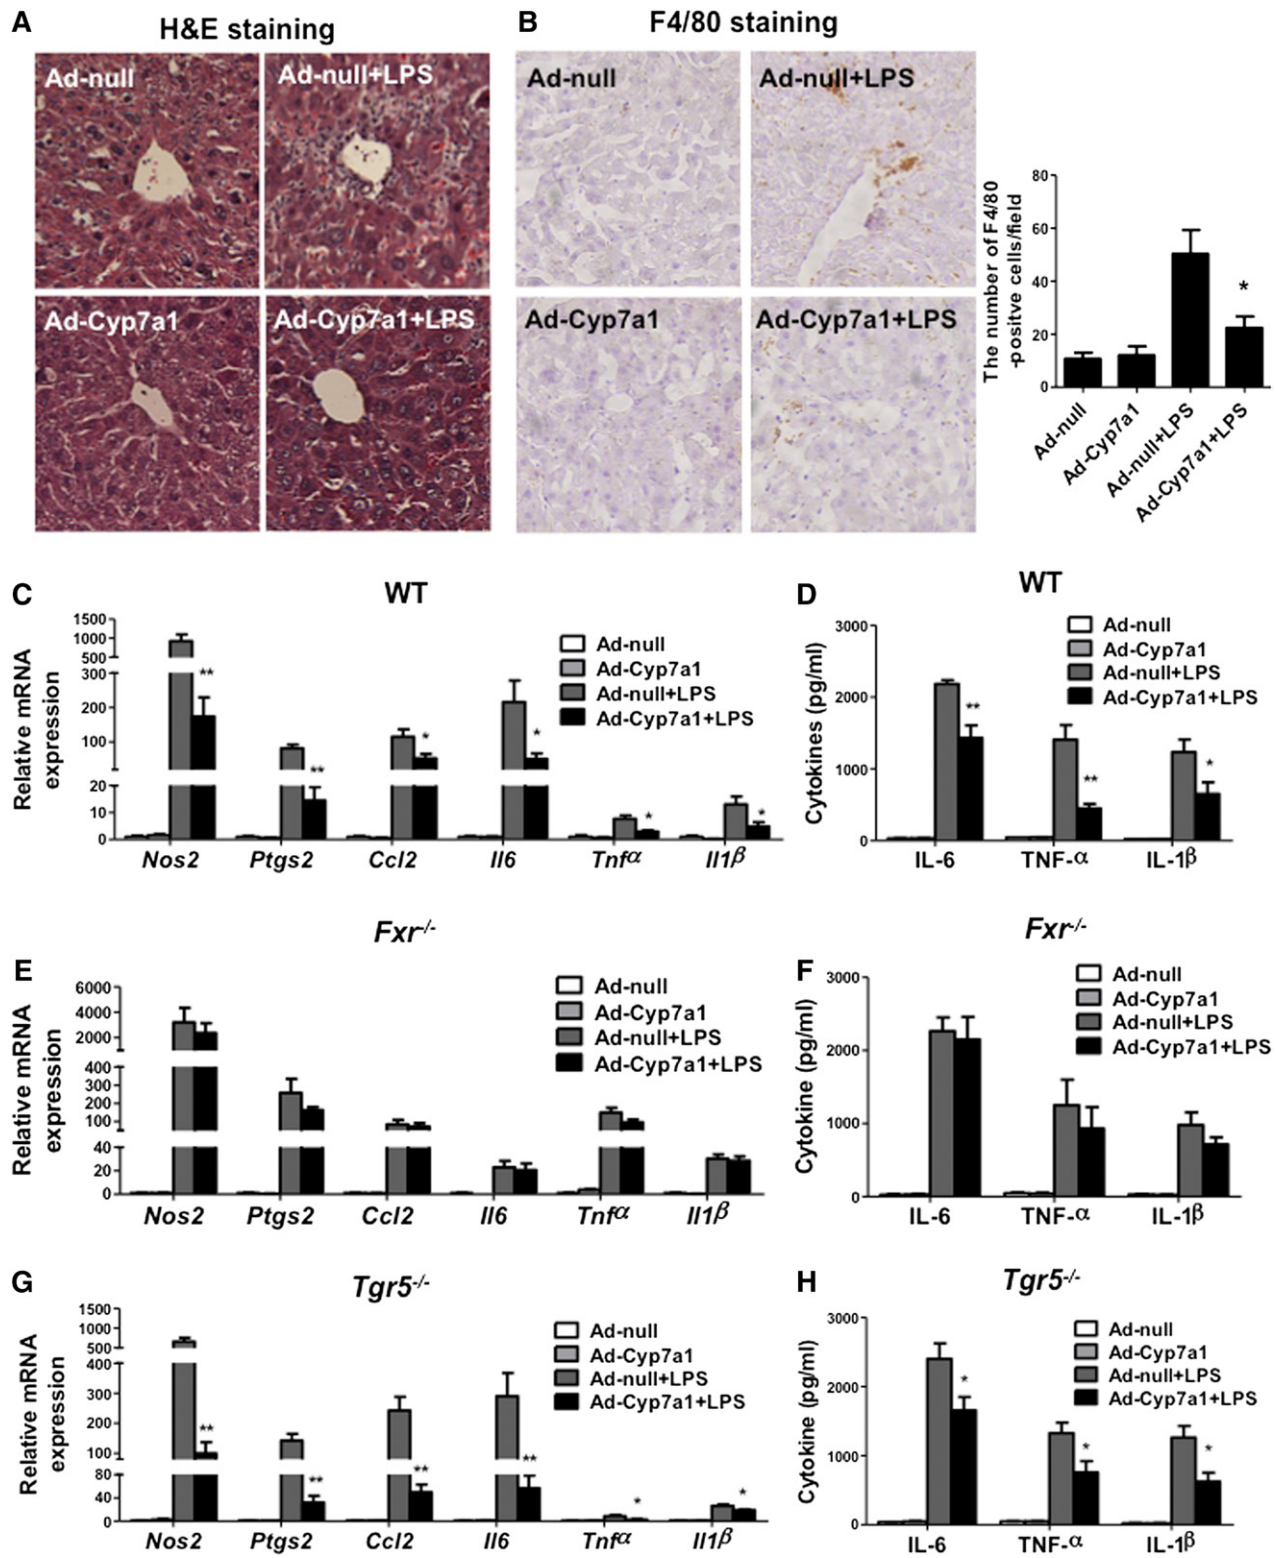 A
H&E staining
Ad-null
Ad-null+LPS
Ad-Cyp7a1
Ad-Cyp7a1+LPS
B
F4/80 staining
Ad-null
Ad-null+LPS
Ad-Cyp7a1
Ad-Cyp7a1+LPS
The number of F4/80
-positive cells/field
80
60
40
20
0
*
Ad-null
Ad-Cyp7a1
Ad-null+LPS
Ad-Cyp7a1+LPS
C
WT
Relative mRNA
expression
1500
1000
500
300
200
100
20
10
0
** ** * * * *
Ad-null
Ad-Cyp7a1
Ad-null+LPS
Ad-Cyp7a1+LPS
Nos2 Ptgs2 Ccl2 Il6 Tnfα Il1β
D
WT
Cytokines (pg/ml)
3000
2000
1000
0
** ** *
Ad-null
Ad-Cyp7a1
Ad-null+LPS
Ad-Cyp7a1+LPS
IL-6 TNF-α IL-1β
E
Fxr-/-
Relative mRNA
expression
6000
4000
2000
400
300
200
100
40
20
0
Ad-null
Ad-Cyp7a1
Ad-null+LPS
Ad-Cyp7a1+LPS
Nos2 Ptgs2 Ccl2 Il6 Tnfα Il1β
F
Fxr-/-
Cytokine (pg/ml)
3000
2000
1000
0
Ad-null
Ad-Cyp7a1
Ad-null+LPS
Ad-Cyp7a1+LPS
IL-6 TNF-α IL-1β
G
Tgr5-/-
Relative mRNA
expression
1500
1000
500
400
300
200
100
80
40
0
** ** ** ** * *
Ad-null
Ad-Cyp7a1
Ad-null+LPS
Ad-Cyp7a1+LPS
Nos2 Ptgs2 Ccl2 Il6 Tnfα Il1β
H
Tgr5-/-
Cytokine (pg/ml)
3000
2000
1000
0
* * *
Ad-null
Ad-Cyp7a1
Ad-null+LPS
Ad-Cyp7a1+LPS
IL-6 TNF-α IL-1β